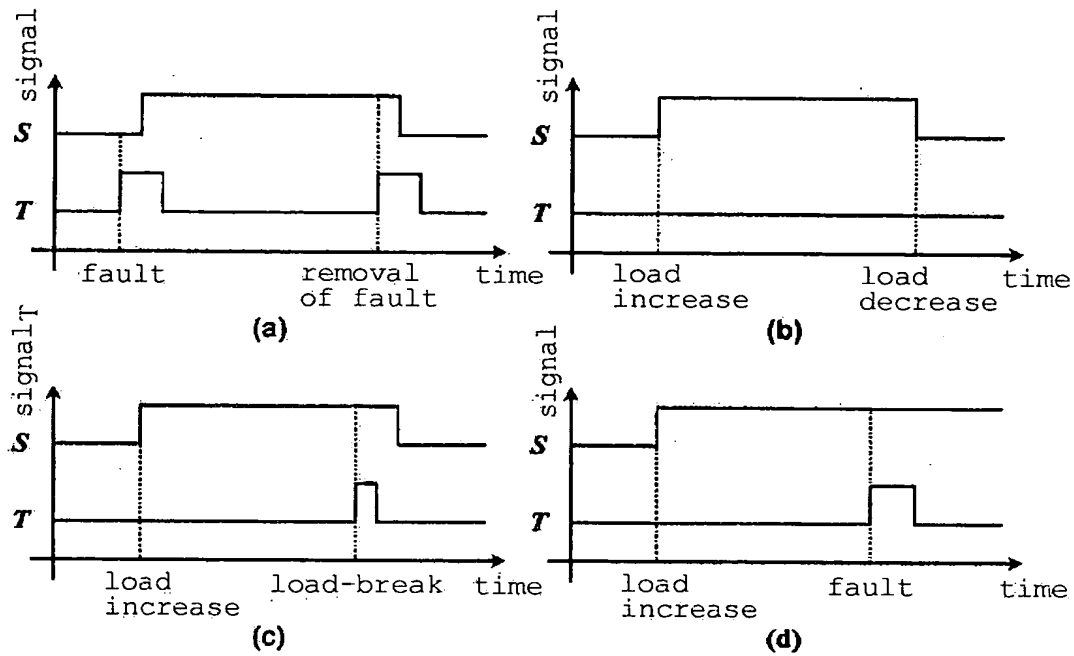 signal
S
T
fault
removal
of fault
time
(a)
signal
S
T
load
increase
load
decrease
time
(b)
signalT
S
T
load
increase
load-break
time
(c)
signal
S
T
load
increase
fault
time
(d)